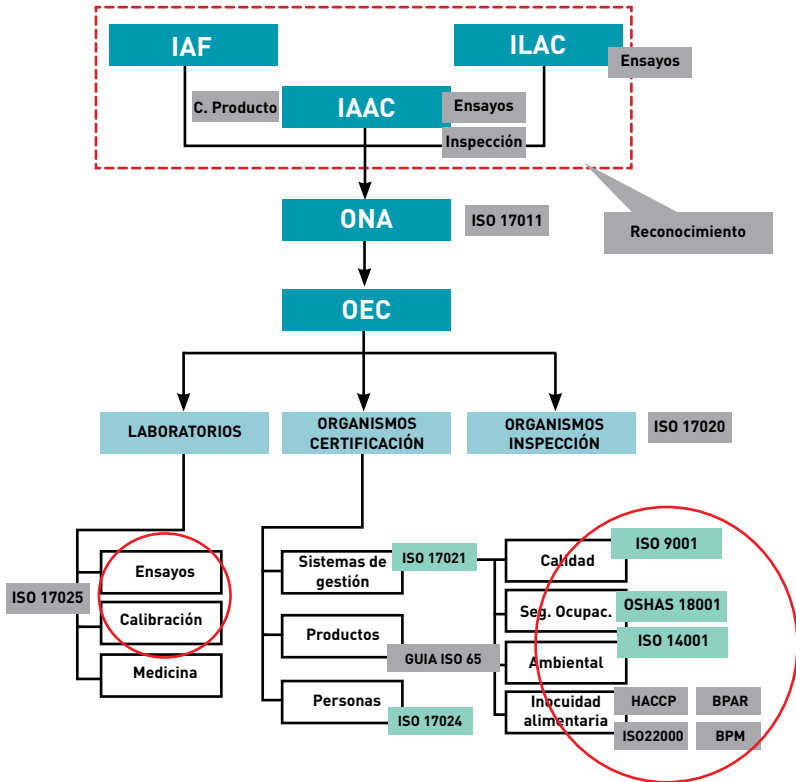 IAF
ILAC
Ensayos
C. Producto
IAAC
Ensayos
Inspección
Reconocimiento
ONA
ISO 17011
OEC
LABORATORIOS
ORGANISMOS
CERTIFICACIÓN
ORGANISMOS
INSPECCIÓN
ISO 17020
ISO 17025
Ensayos
Calibración
Medicina
Sistemas de
gestión
ISO 17021
Productos
GUIA ISO 65
Personas
ISO 17024
Calidad
ISO 9001
Seg. Ocupac.
OSHAS 18001
Ambiental
ISO 14001
Inocuidad
alimentaria
HACCP
BPAR
ISO22000
BPM